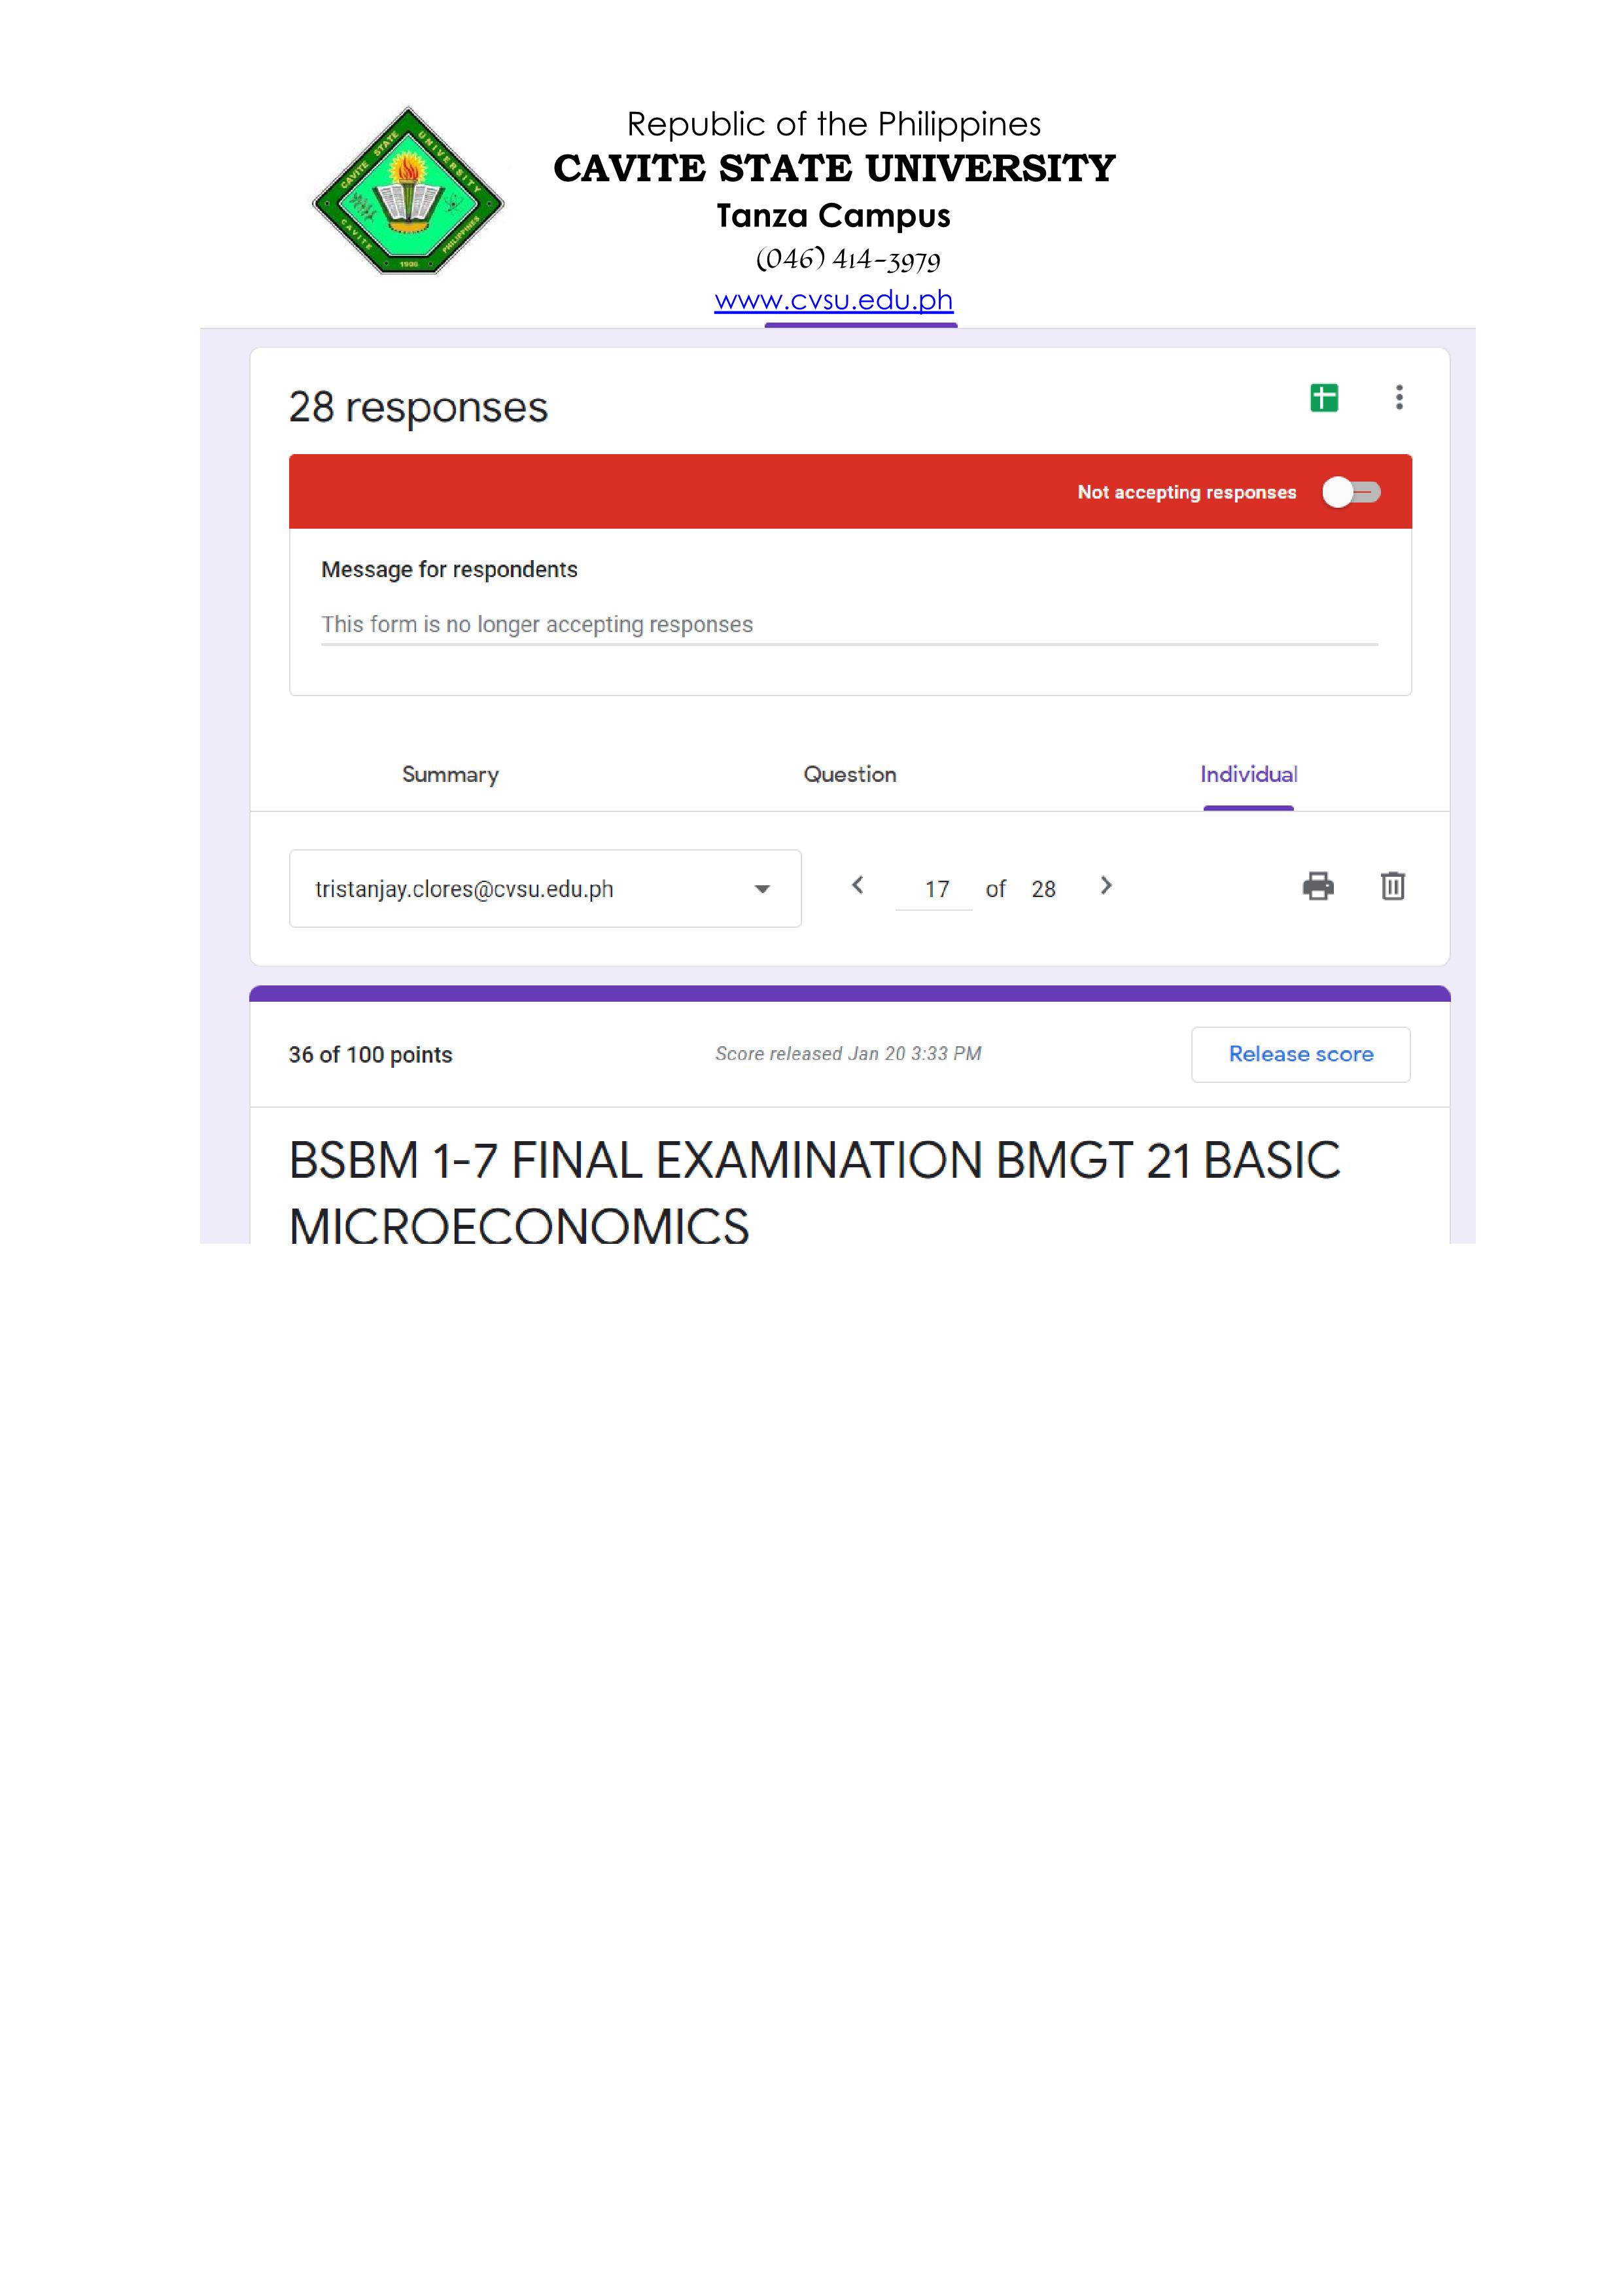 CAVITE STATE UNIVERSITY
CAVITE PHILIPPINES
1906
Republic of the Philippines
CAVITE STATE UNIVERSITY
Tanza Campus
(046) 414-3979
www.cvsu.edu.ph
28 responses
Not accepting responses
Message for respondents
This form is no longer accepting responses
Summary Question Individual
tristanjay.clores@cvsu.edu.ph 17 of 28
36 of 100 points Score released Jan 20 3:33 PM Release score
BSBM 1-7 FINAL EXAMINATION BMGT 21 BASIC
MICROECONOMICS